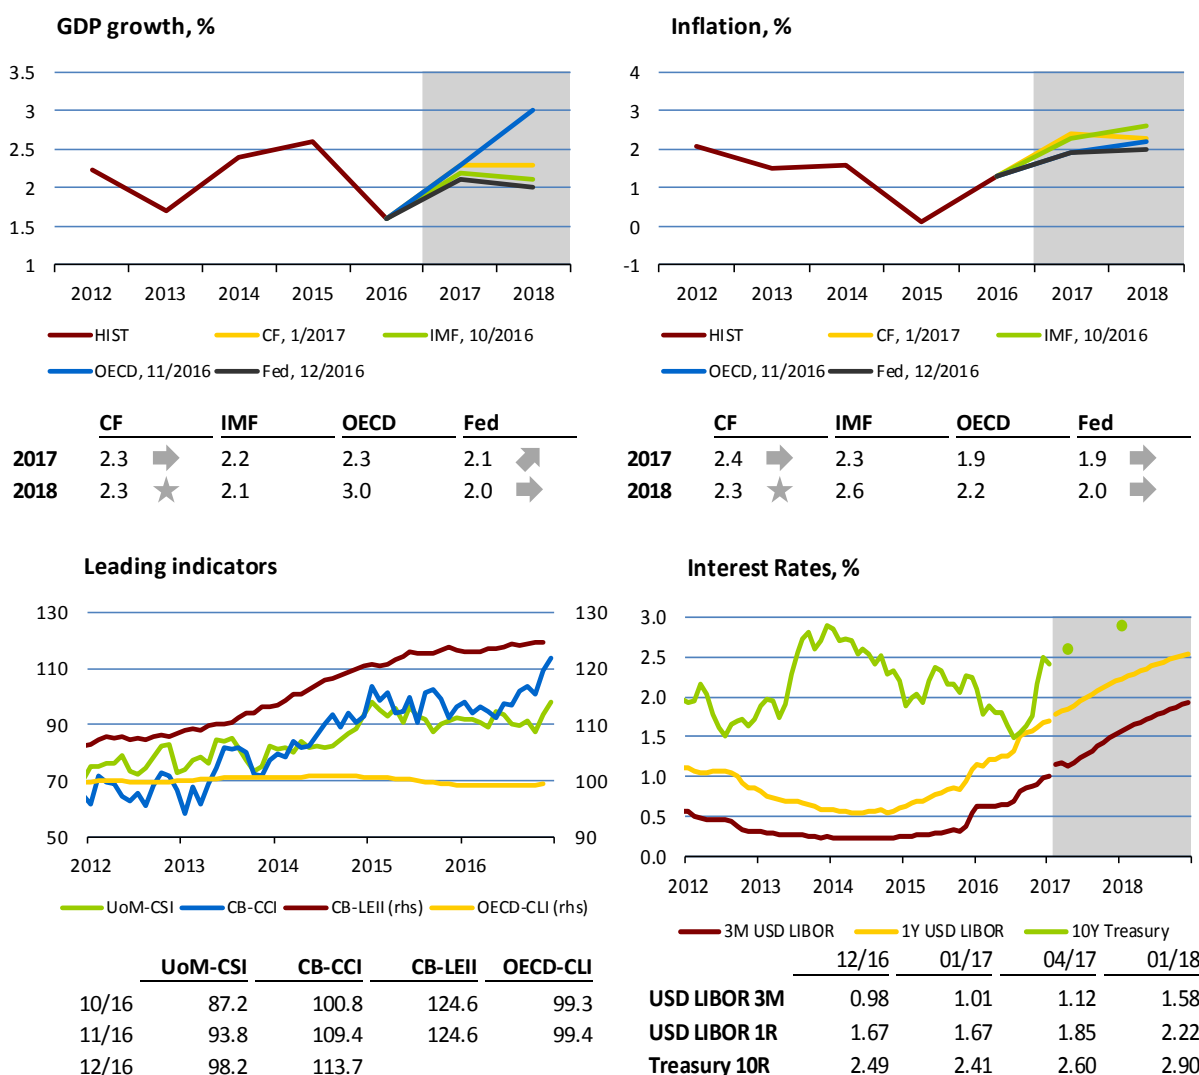 GDP growth, %
3.5
3
2.5
2
1.5
1
2012 2013 2014 2015 2016 2017 2018
HIST CF, 1/2017 IMF, 10/2016
OECD, 11/2016 Fed, 12/2016
CF IMF OECD Fed
2017 2.3 2.2 2.3 2.1
2018 2.3 2.1 3.0 2.0
Inflation, %
4
3
2
1
0
-1
2012 2013 2014 2015 2016 2017 2018
HIST CF, 1/2017 IMF, 10/2016
OECD, 11/2016 Fed, 12/2016
CF IMF OECD Fed
2017 2.4 2.3 1.9 1.9
2018 2.3 2.6 2.2 2.0
Leading indicators
130 130
110 120
90 110
70 100
50 90
2012 2013 2014 2015 2016
UoM-CSI CB-CCI CB-LEII (rhs) OECD-CLI (rhs)
UoM-CSI CB-CCI CB-LEII OECD-CLI
10/16 87.2 100.8 124.6 99.3
11/16 93.8 109.4 124.6 99.4
12/16 98.2 113.7
Interest Rates, %
3.0
2.5
2.0
1.5
1.0
0.5
0.0
2012 2013 2014 2015 2016 2017 2018
3M USD LIBOR 1Y USD LIBOR 10Y Treasury
12/16 01/17 04/17 01/18
USD LIBOR 3M 0.98 1.01 1.12 1.58
USD LIBOR 1R 1.67 1.67 1.85 2.22
Treasury 10R 2.49 2.41 2.60 2.90